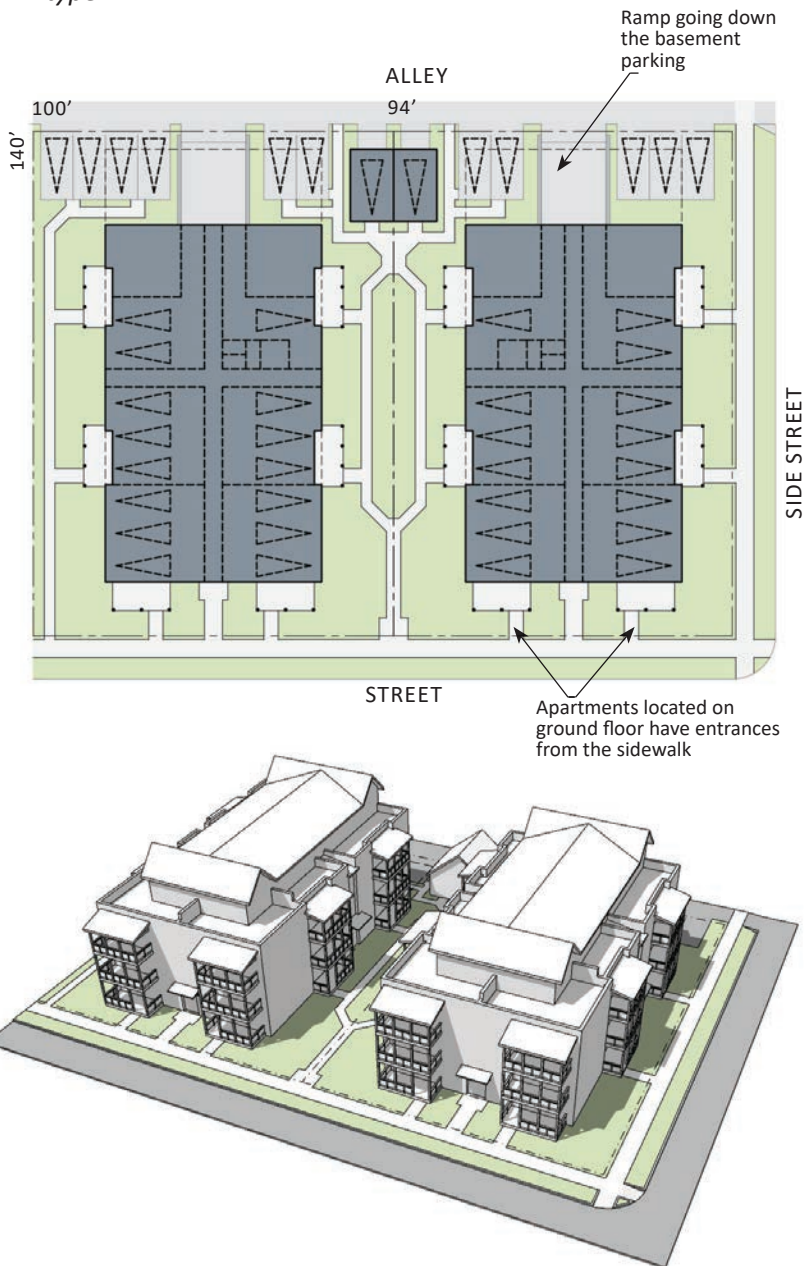 type
Ramp going down
the basement
parking
ALLEY
100’
94’
140’
SIDE STREET
STREET
Apartments located on
ground floor have entrances
from the sidewalk